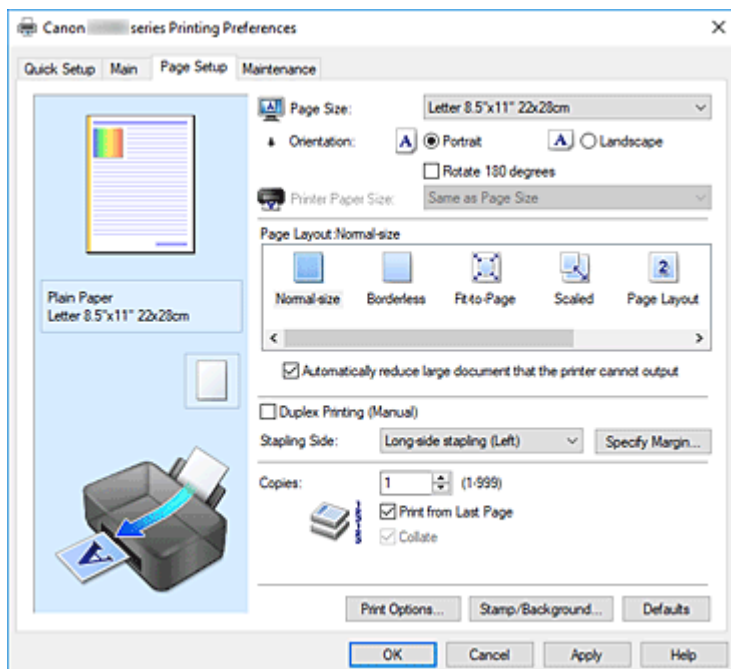 Canon series Printing Preferences
Quick Setup Main Page Setup Maintenance
Page Size: Letter 8.5"x11" 22x28cm
Orientation: A Portrait A Landscape
Rotate 180 degrees
Printer Paper Size: Same as Page Size
Page Layout:Normal-size
Normal-size Borderless Fit-to-Page Scaled 2 Page Layout
Plain Paper
Letter 8.5"x11" 22x28cm
Automatically reduce large document that the printer cannot output
Duplex Printing (Manual)
Stapling Side: Long-side stapling (Left) Specify Margin...
Copies: 1 (1-999)
Print from Last Page
Collate
A
Print Options... Stamp/Background... Defaults
OK Cancel Apply Help